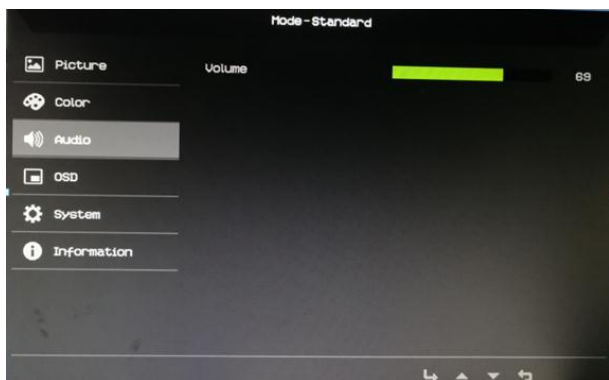 Mode-Standard
Picture
Volume 69
Color
Audio
OSD
System
Information